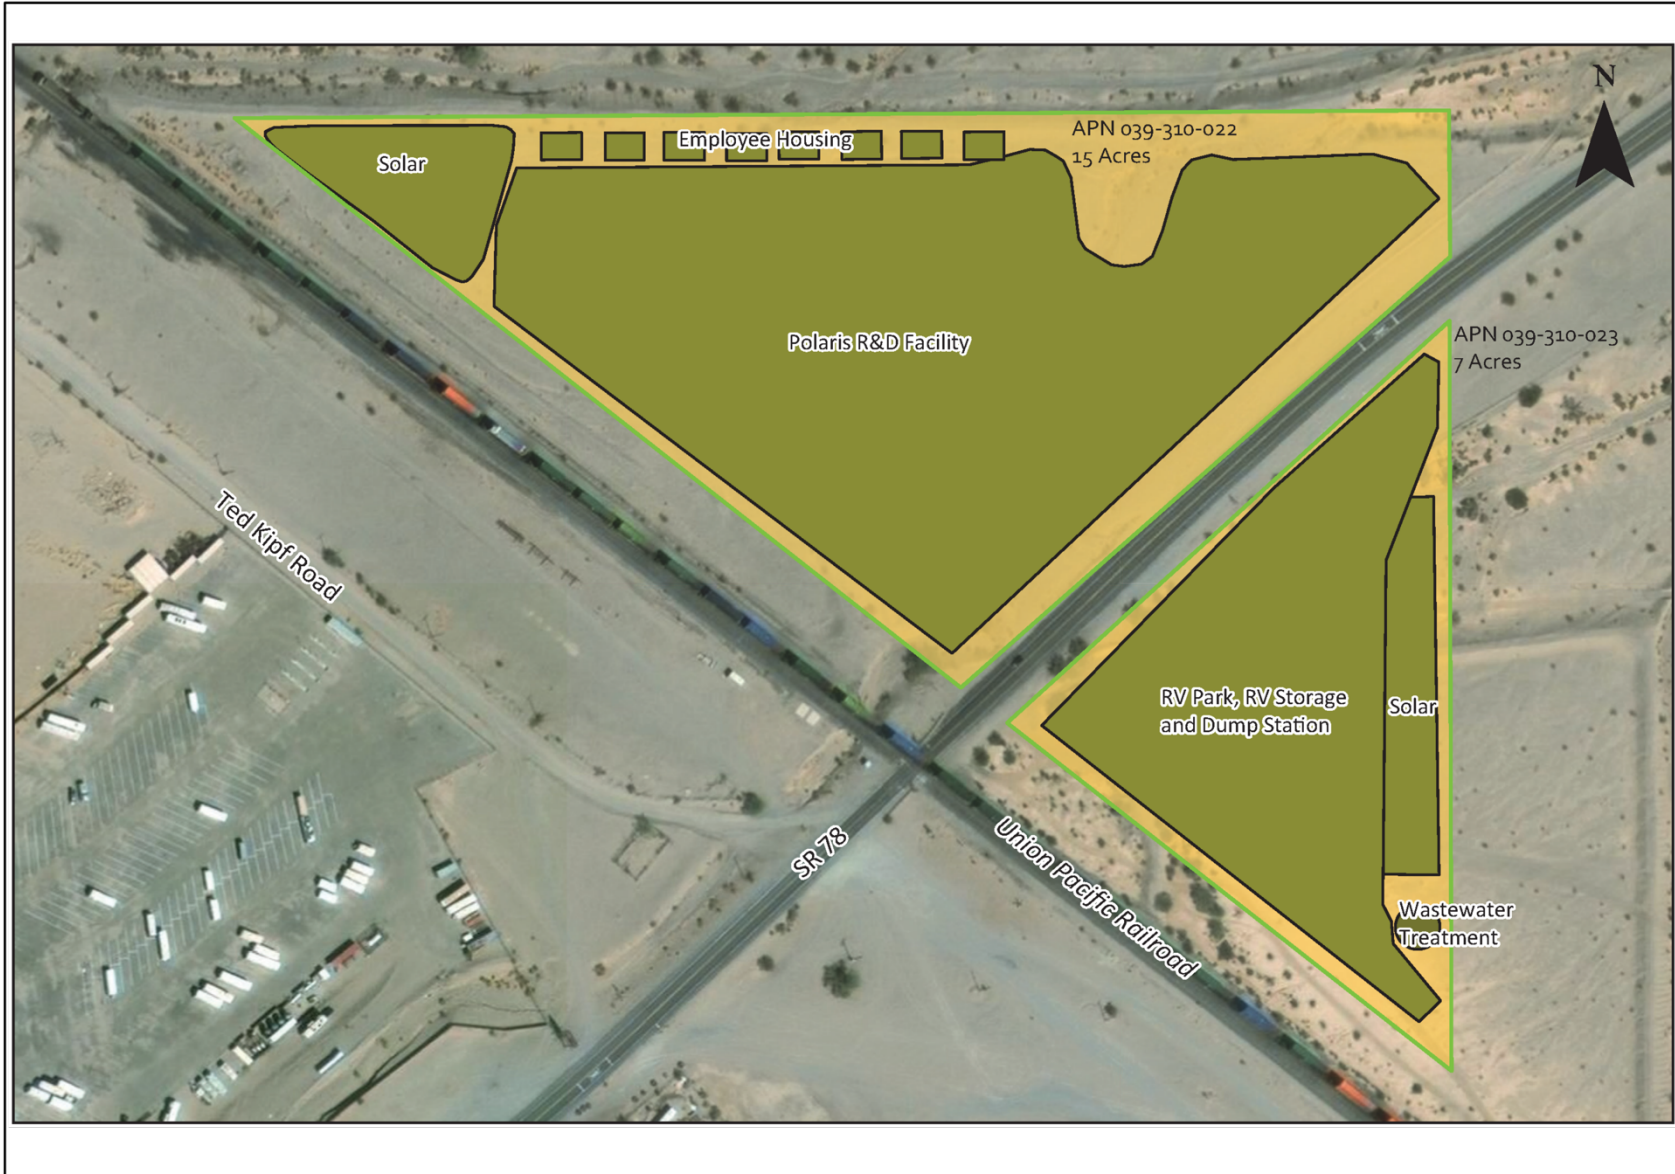 N
Employee Housing
APN 039-310-022
15 Acres
Solar
Polaris R&D Facility
APN 039-310-023
7 Acres
Ted Kipf Road
RV Park, RV Storage
and Dump Station
Solar
SR 78
Union Pacific Railroad
Wastewater
Treatment